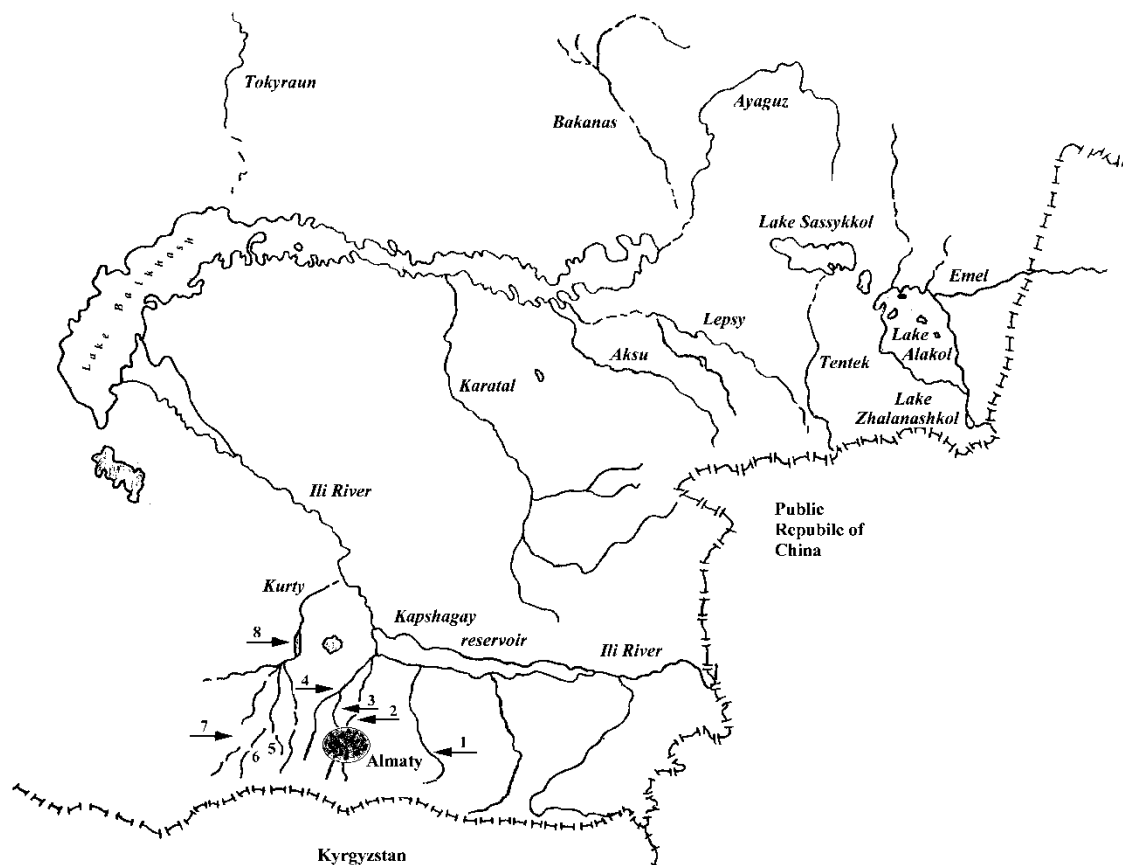 Tokyraun
Bakanas
Ayaguz
Lake Sassykkol
Emel
Lake Balkhash
Lake
Alakol
Lepsy
Aksu
Tentek
Karatal
Lake
Zhalanashkol
Ili River
Public
Repubile of
China
Kurty
Kapshagay
reservoir
Ili River
8
4
3
2
7
5
6
1
Almaty
Kyrgyzstan